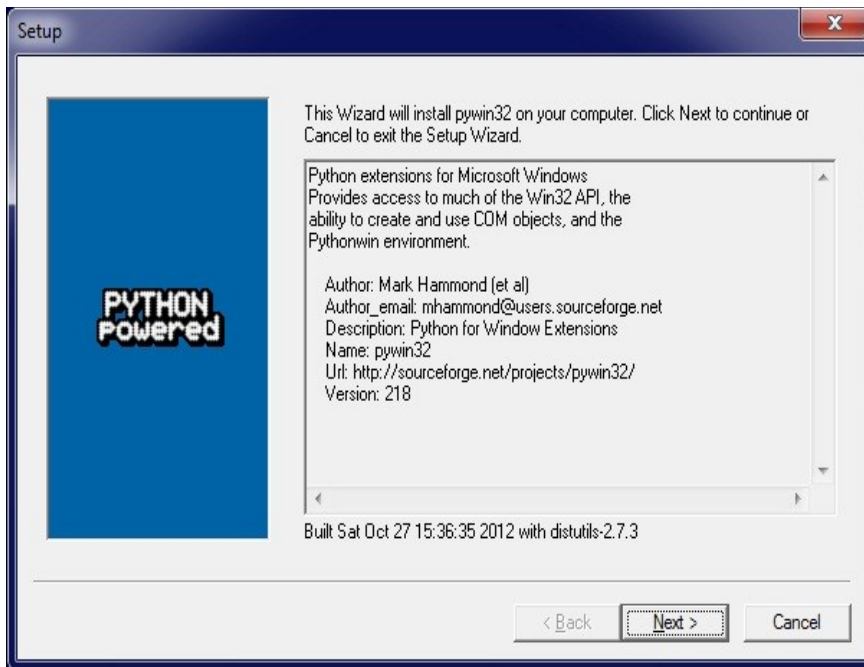 Setup
This Wizard will install pywin32 on your computer. Click Next to continue or
Cancel to exit the Setup Wizard.
Python extensions for Microsoft Windows
Provides access to much of the Win32 API, the
ability to create and use COM objects, and the
Pythonwin environment.
Author: Mark Hammond (et al)
Author_email: mhammond@users.sourceforge.net
Description: Python for Window Extensions
Name: pywin32
Url: http://sourceforge.net/projects/pywin32/
Version: 218
PYTHON
powered
Built Sat Oct 27 15:36:35 2012 with distutils-2.7.3
< Back
Next >
Cancel